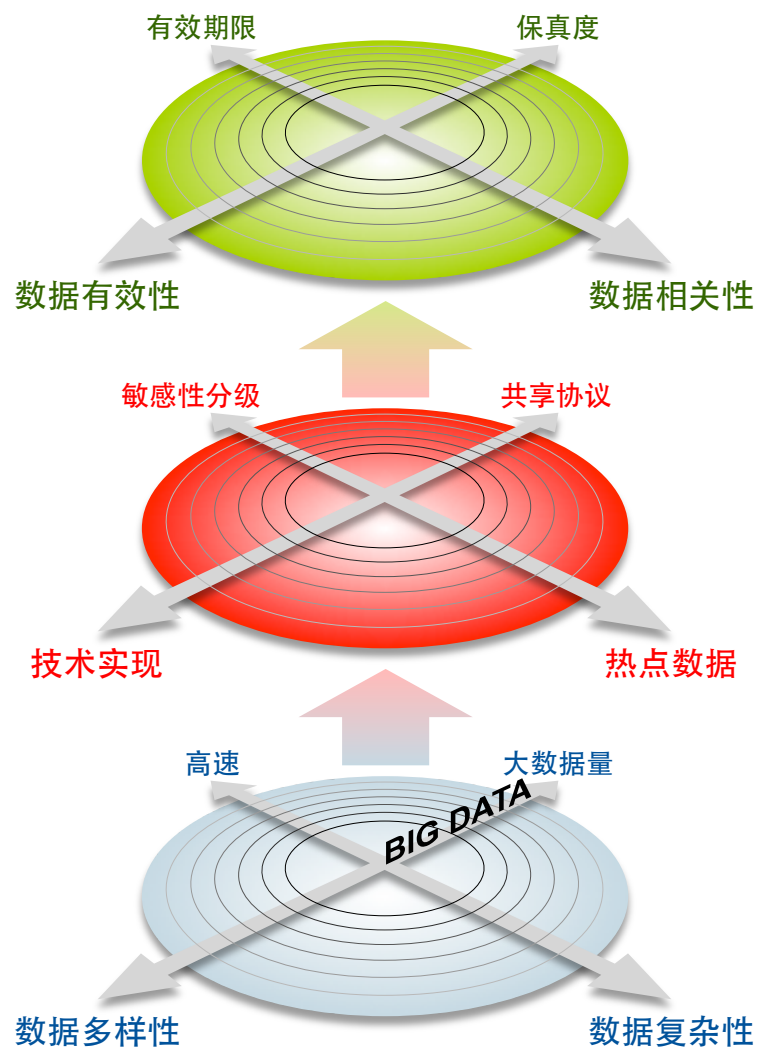 有效期限
保真度
数据有效性
数据相关性
敏感性分级
共享协议
技术实现
热点数据
高速
大数据量
BIG DATA
数据多样性
数据复杂性